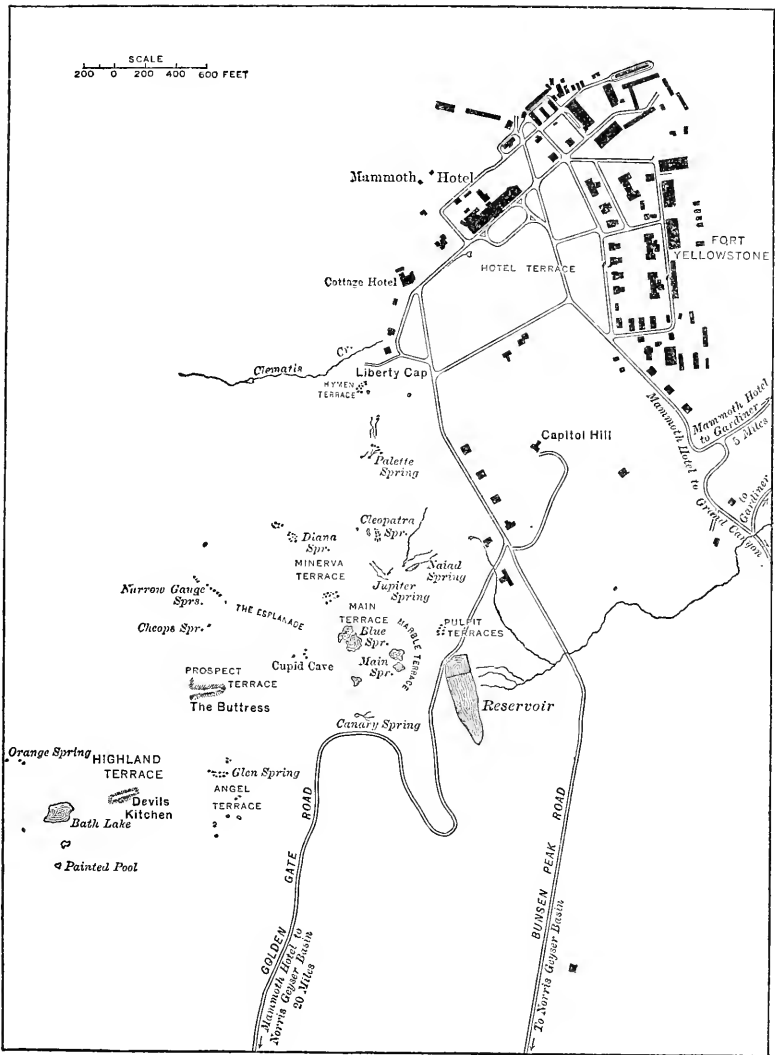 SCALE
200 0 200 400 600 FEET
Mammoth Hotel
FORT
YELLOWSTONE
HOTEL TERRACE
Cottage Hotel
Clematis Cr.
Liberty Cap
HYMEN
TERRACE
Mammoth Hotel
to Gardiner
5 Miles
Mammoth Hotel to Grand Canyon
to Gardiner
Capitol Hill
Palette
Spring
Cleopatra
Spr.
Diana
Spr.
MINERVA
TERRACE
Naiad
Spring
Jupiter
Spring
Narrow Gauge
Sprs.
THE ESPLANADE
MAIN
TERRACE
MARBLE TERRACE
PULPIT
TERRACES
Cheops Spr.
Blue
Spr.
Cupid Cave
Main
Spr.
PROSPECT
TERRACE
The Buttress
Reservoir
Canary Spring
Orange Spring
HIGHLAND
TERRACE
Glen Spring
ANGEL
TERRACE
Devils
Kitchen
Bath Lake
Painted Pool
GOLDEN GATE ROAD
Mammoth Hotel to
Norris Geyser Basin
20 Miles
BUNSEN PEAK ROAD
To Norris Geyser Basin